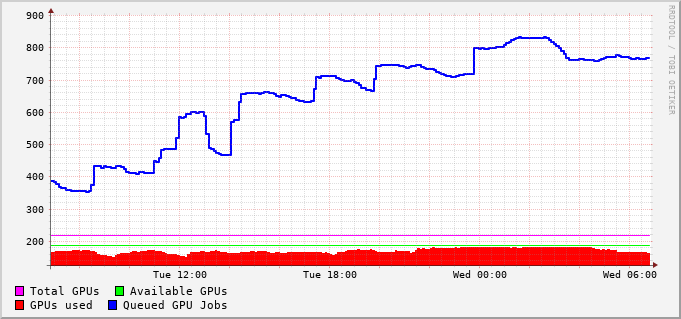 RRDTOOL / TOBI OETIKER
900
800
700
600
500
400
300
200
Tue 12:00 Tue 18:00 Wed 00:00 Wed 06:00
Total GPUs Available GPUs
GPUs used Queued GPU Jobs